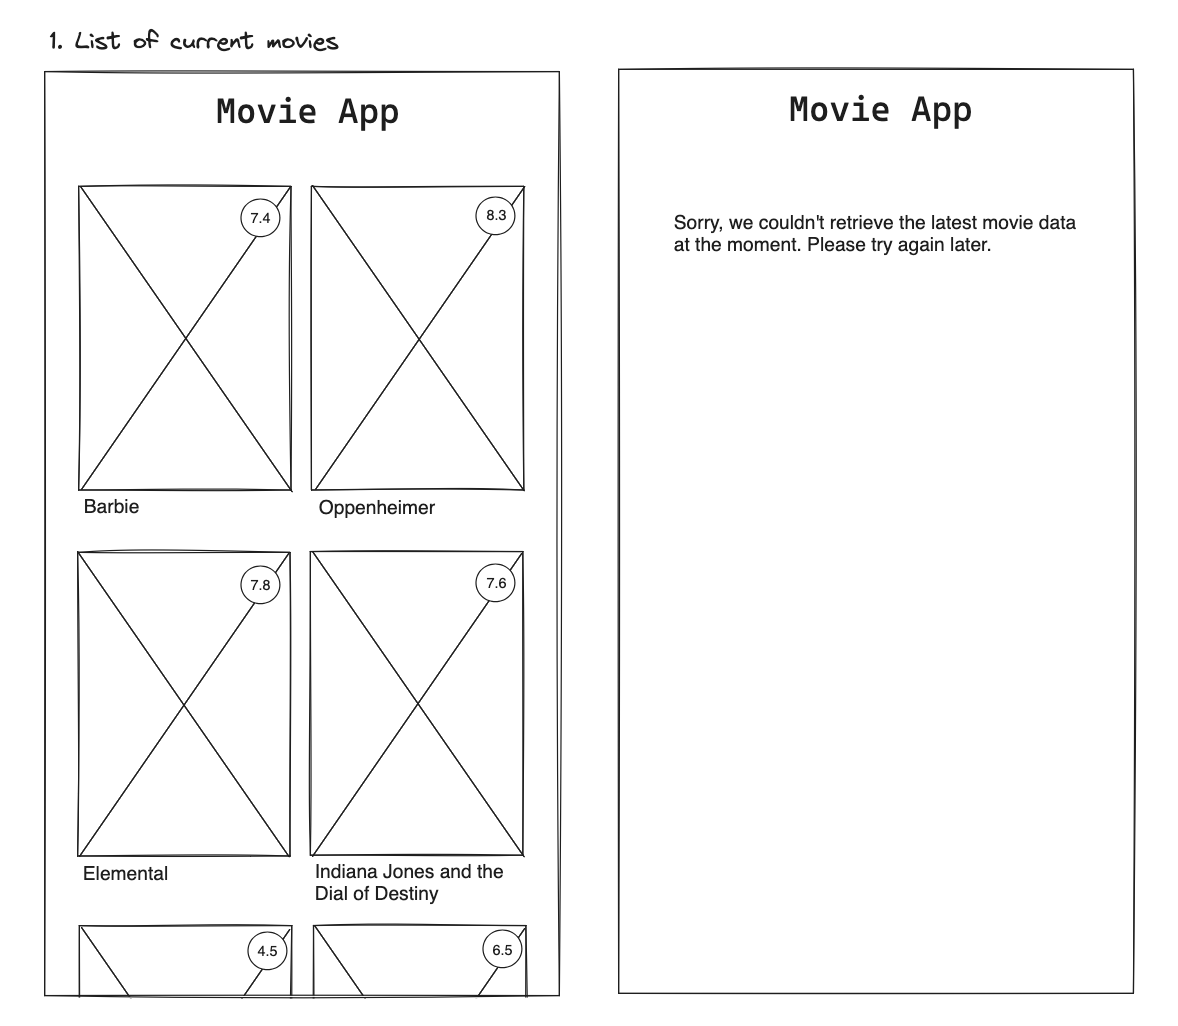 1. List of current movies
Movie App
7.4
8.3
Barbie
Oppenheimer
7.8
7.6
Elemental
Indiana Jones and the
Dial of Destiny
4.5
6.5
Movie App
Sorry, we couldn't retrieve the latest movie data
at the moment. Please try again later.